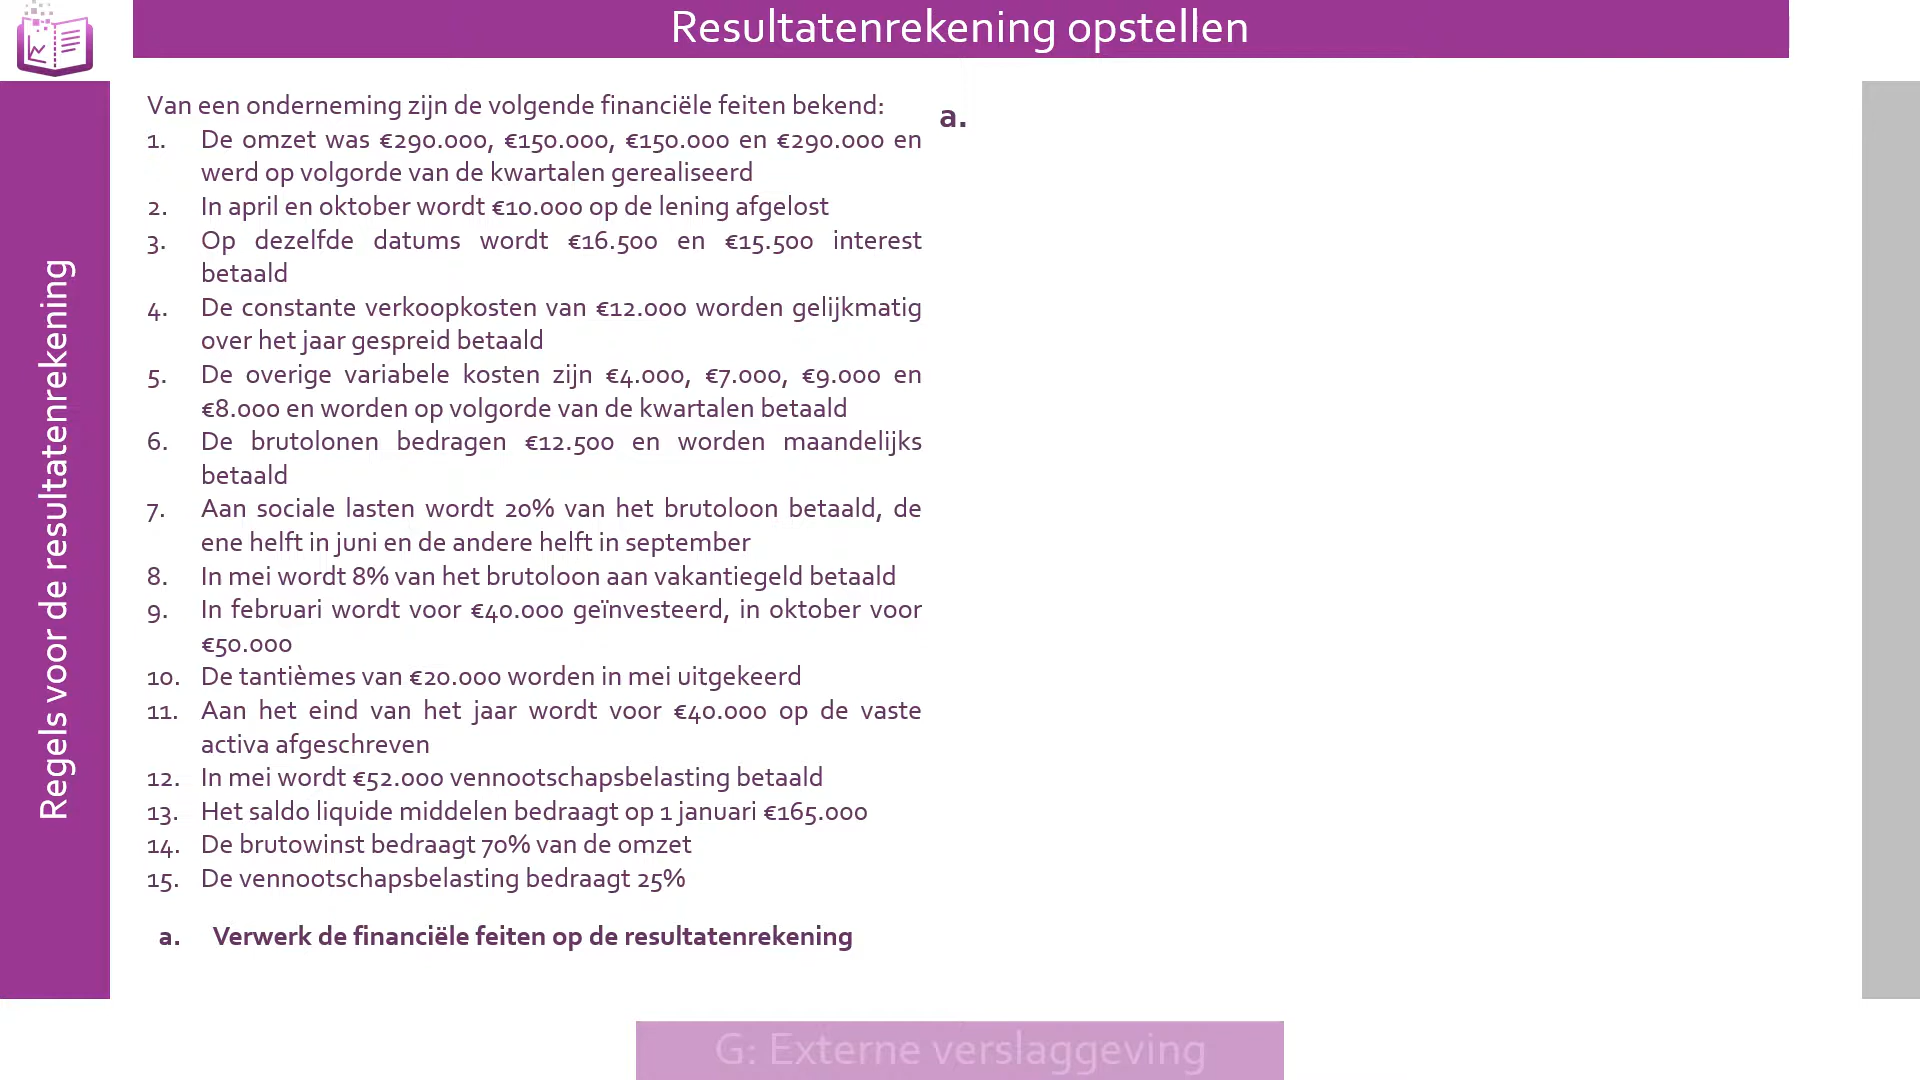 Resultatenrekening opstellen
Regels voor de resultatenrekening
Van een onderneming zijn de volgende financiële feiten bekend:
1. De omzet was €290.000, €150.000, €150.000 en €290.000 en
werd op volgorde van de kwartalen gerealiseerd
2. In april en oktober wordt €10.000 op de lening afgelost
3. Op dezelfde datums wordt €16.500 en €15.500 interest
betaald
4. De constante verkoopkosten van €12.000 worden gelijkmatig
over het jaar gespreid betaald
5. De overige variabele kosten zijn €4.000, €7.000, €9.000 en
€8.000 en worden op volgorde van de kwartalen betaald
6. De brutolonen bedragen €12.500 en worden maandelijks
betaald
7. Aan sociale lasten wordt 20% van het brutoloon betaald, de
ene helft in juni en de andere helft in september
8. In mei wordt 8% van het brutoloon aan vakantiegeld betaald
9. In februari wordt voor €40.000 geïnvesteerd, in oktober voor
€50.000
10. De tantièmes van €20.000 worden in mei uitgekeerd
11. Aan het eind van het jaar wordt voor €40.000 op de vaste
activa afgeschreven
12. In mei wordt €52.000 vennootschapsbelasting betaald
13. Het saldo liquide middelen bedraagt op 1 januari €165.000
14. De brutowinst bedraagt 70% van de omzet
15. De vennootschapsbelasting bedraagt 25%
a. Verwerk de financiële feiten op de resultatenrekening
a.
G: Externe verslaggeving